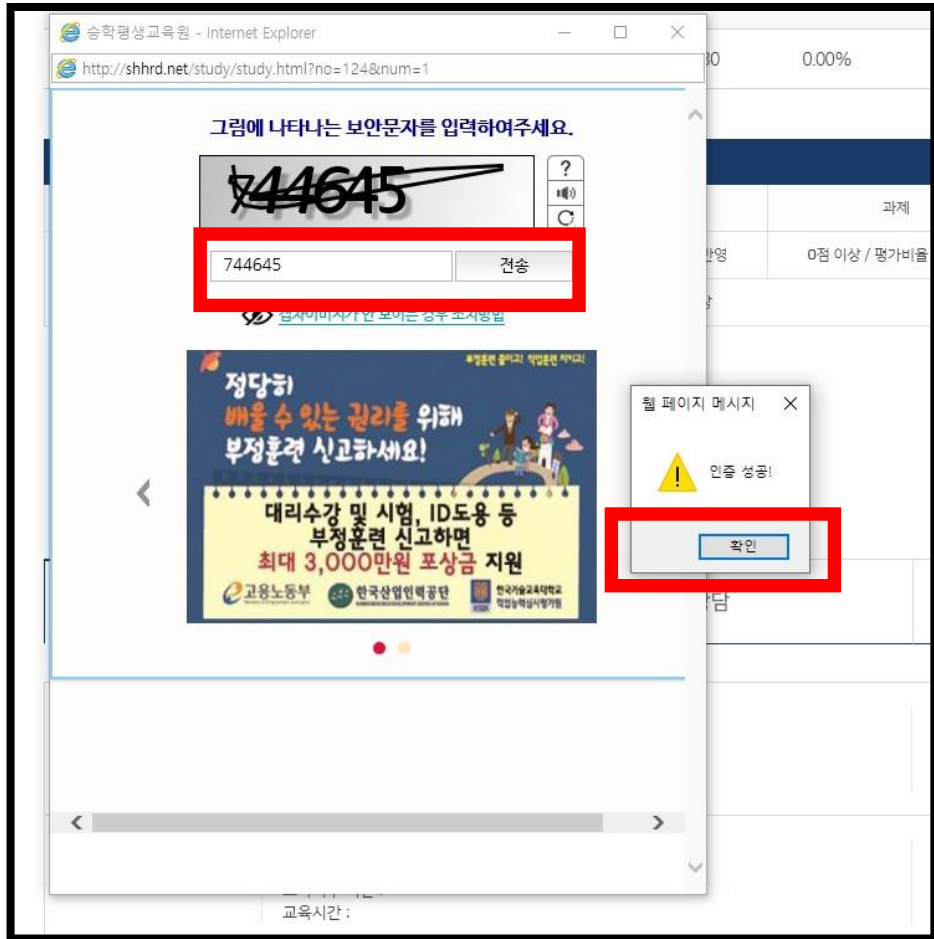 승학평생교육원 - Internet Explorer
http://shhrd.net/study/study.html?no=124&num=1
0.00%
그림에 나타나는 보안문자를 입력하여주세요.
744645
?
C
744645
전송
과제
0점 이상 / 평가비율
부정훈련 줄이고! 직업훈련 지키고!
정당히
배울 수 있는 권리를 위해
부정훈련 신고하세요!
대리수강 및 시험, ID도용 등
부정훈련 신고하면
최대 3,000만원 포상금 지원
고용노동부
한국산업인력공단
한국기술교육대학교
직업능력심사평가원
웹 페이지 메시지
인증 성공!
확인
교육시간 :